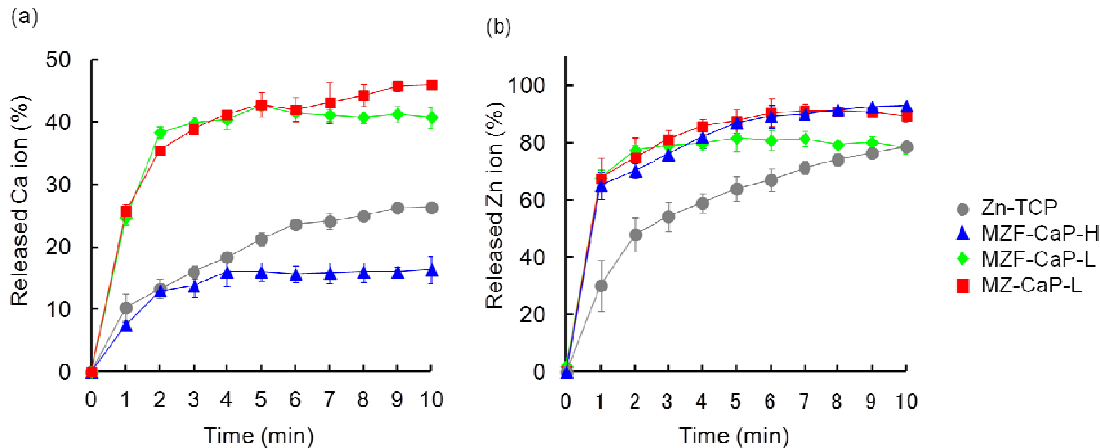 (a)
50
40
30
20
10
0
Released Ca ion (%)
0 1 2 3 4 5 6 7 8 9 10
Time (min)
(b)
100
80
60
40
20
0
Released Zn ion (%)
0 1 2 3 4 5 6 7 8 9 10
Time (min)
Zn-TCP
MZF-CaP-H
MZF-CaP-L
MZ-CaP-L